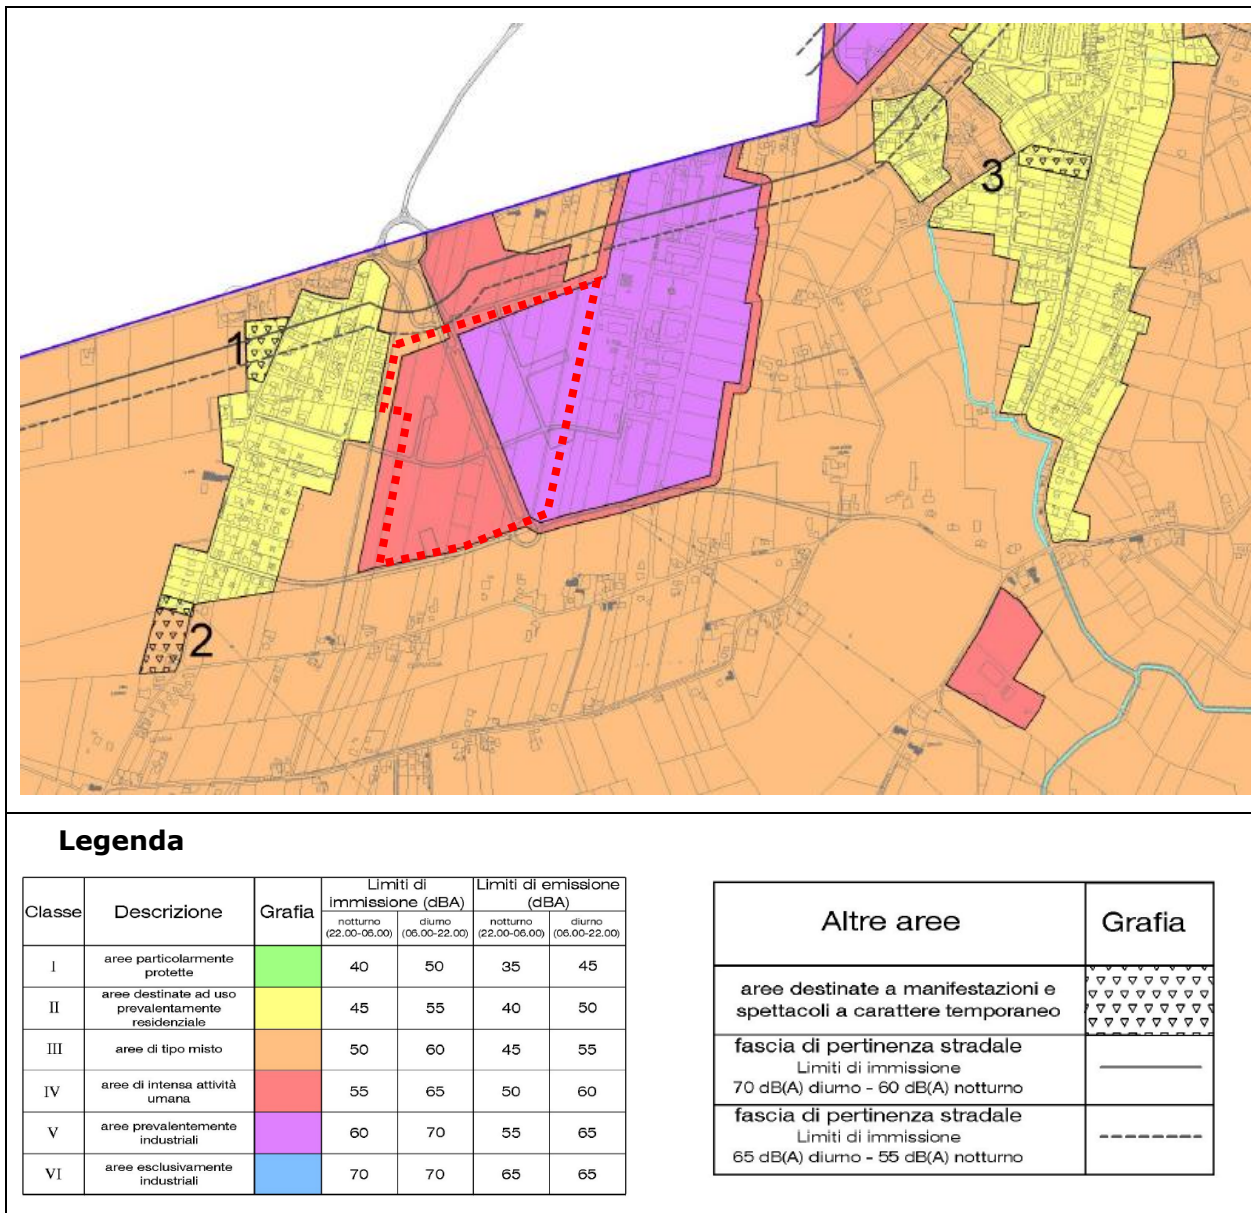 1
2
3
Legenda
Classe Descrizione Grafia Limiti di immissione (dBA) Limiti di emissione (dBA)
notturno (22.00-06.00) diurno (06.00-22.00) notturno (22.00-06.00) diurno (06.00-22.00)
I aree particolarmente protette 40 50 35 45
II aree destinate ad uso prevalentamente residenziale 45 55 40 50
III aree di tipo misto 50 60 45 55
IV aree di intensa attività umana 55 65 50 60
V aree prevalentemente industriali 60 70 55 65
VI aree esclusivamente industriali 70 70 65 65
Altre aree Grafia
aree destinate a manifestazioni e
spettacoli a carattere temporaneo
fascia di pertinenza stradale
Limiti di immissione
70 dB(A) diurno - 60 dB(A) notturno
fascia di pertinenza stradale
Limiti di immissione
65 dB(A) diurno - 55 dB(A) notturno